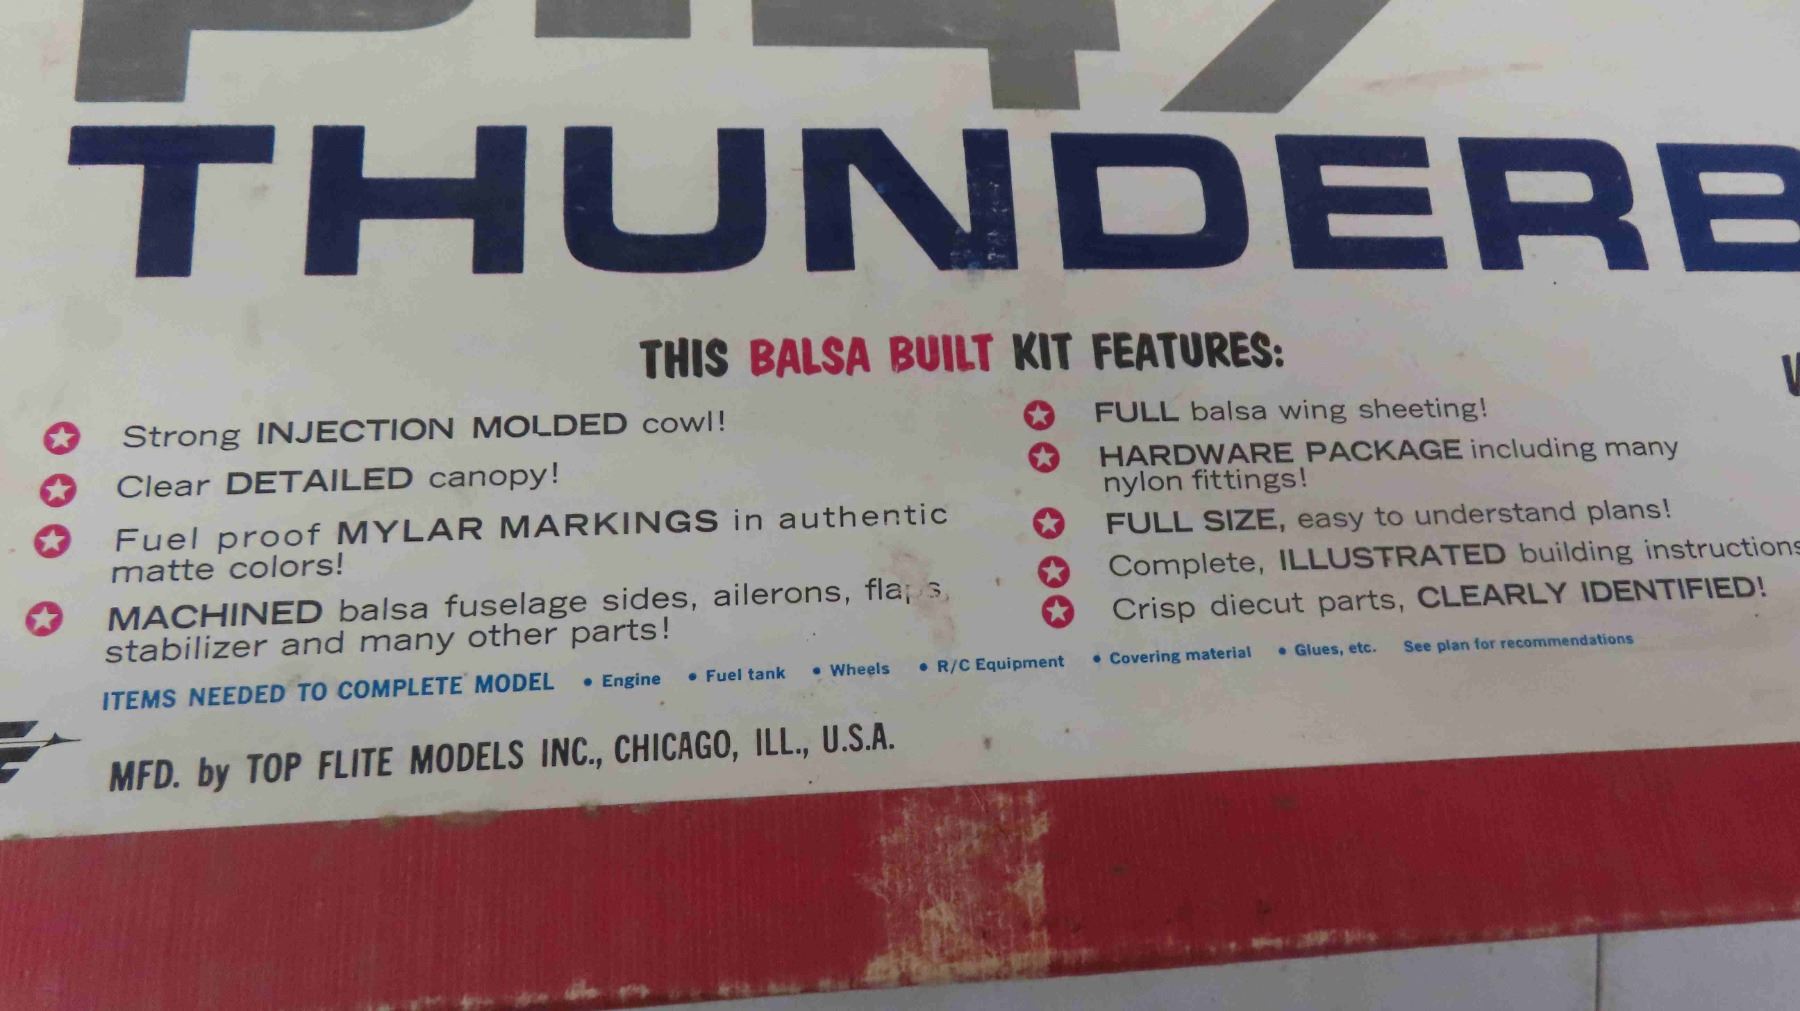 THUNDERB
THIS BALSA BUILT KIT FEATURES:
Strong INJECTION MOLDED cowl!
Clear DETAILED canopy!
Fuel proof MYLAR MARKINGS in authentic
matte colors!
MACHINED balsa fuselage sides, ailerons, flaps,
stabilizer and many other parts!
FULL balsa wing sheeting!
HARDWARE PACKAGE including many
nylon fittings!
FULL SIZE, easy to understand plans!
Complete, ILLUSTRATED building instructions
Crisp diecut parts, CLEARLY IDENTIFIED!
ITEMS NEEDED TO COMPLETE MODEL • Engine • Fuel tank • Wheels • R/C Equipment • Covering material • Glues, etc. See plan for recommendations
MFD. by TOP FLITE MODELS INC., CHICAGO, ILL., U.S.A.